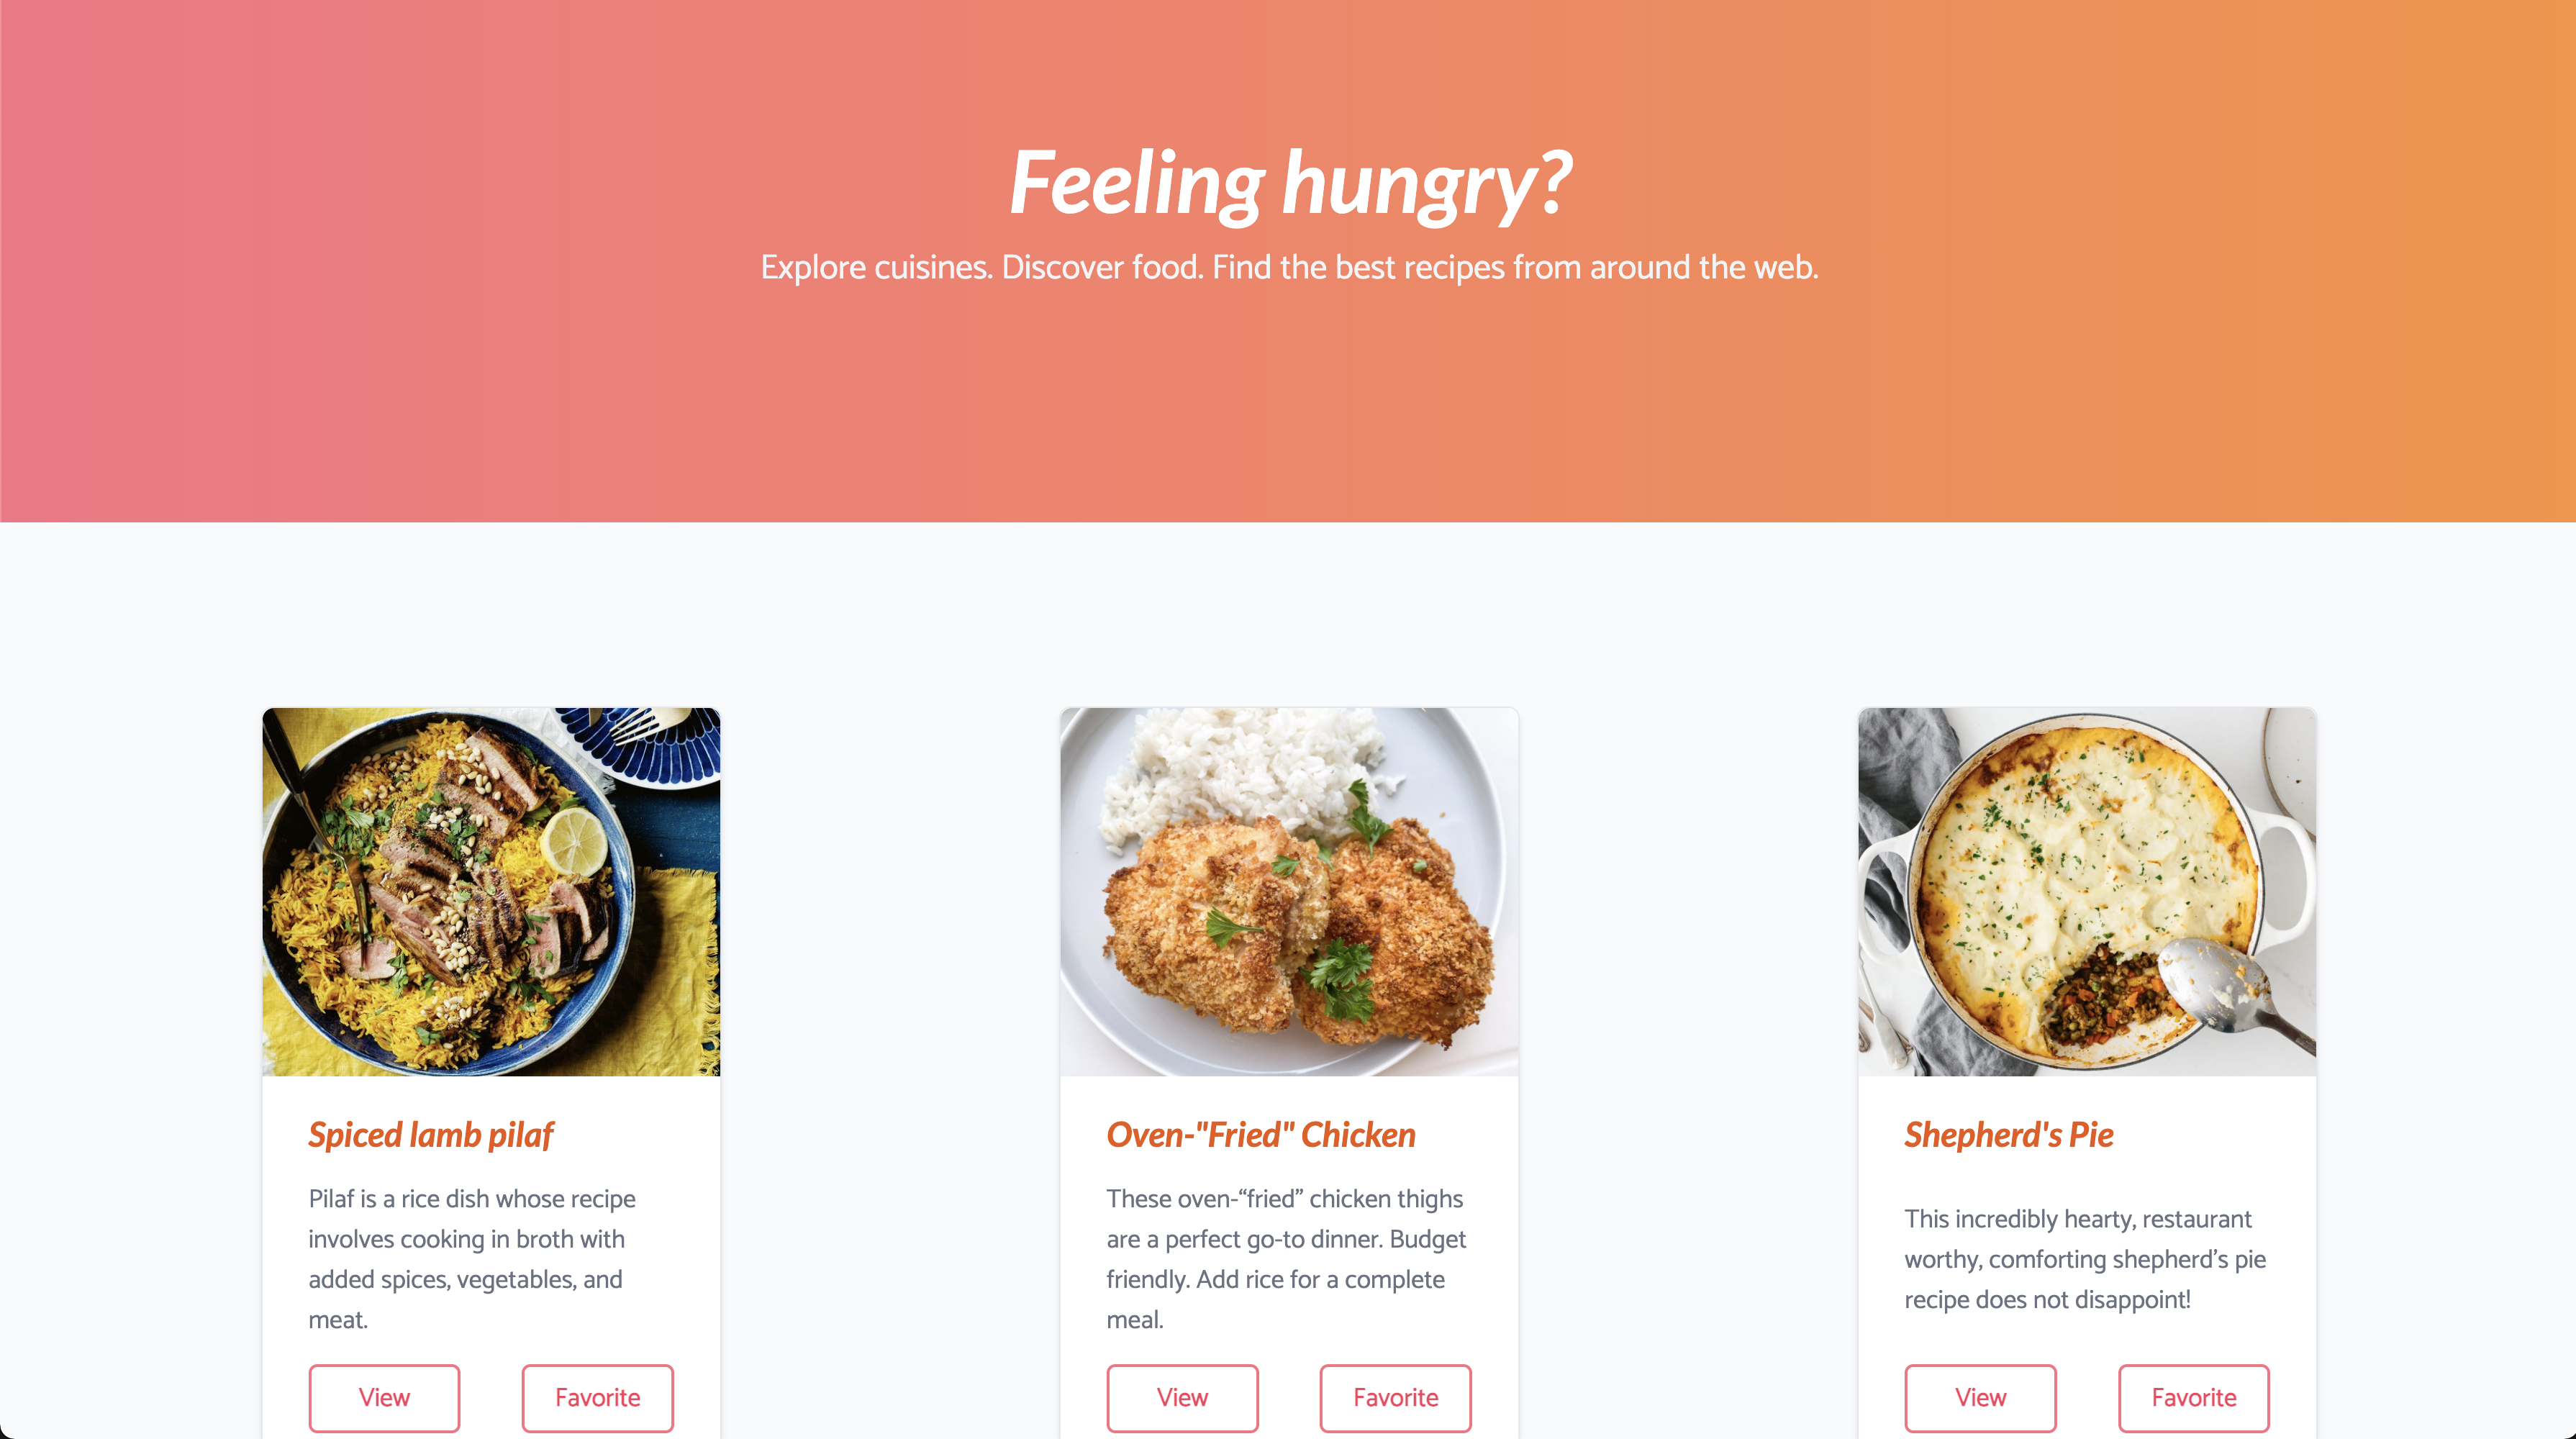 Feeling hungry?
Explore cuisines. Discover food. Find the best recipes from around the web.
Spiced lamb pilaf
Pilaf is a rice dish whose recipe
involves cooking in broth with
added spices, vegetables, and
meat.
View
Favorite
Oven-"Fried" Chicken
These oven-“fried” chicken thighs
are a perfect go-to dinner. Budget
friendly. Add rice for a complete
meal.
View
Favorite
Shepherd's Pie
This incredibly hearty, restaurant
worthy, comforting shepherd’s pie
recipe does not disappoint!
View
Favorite